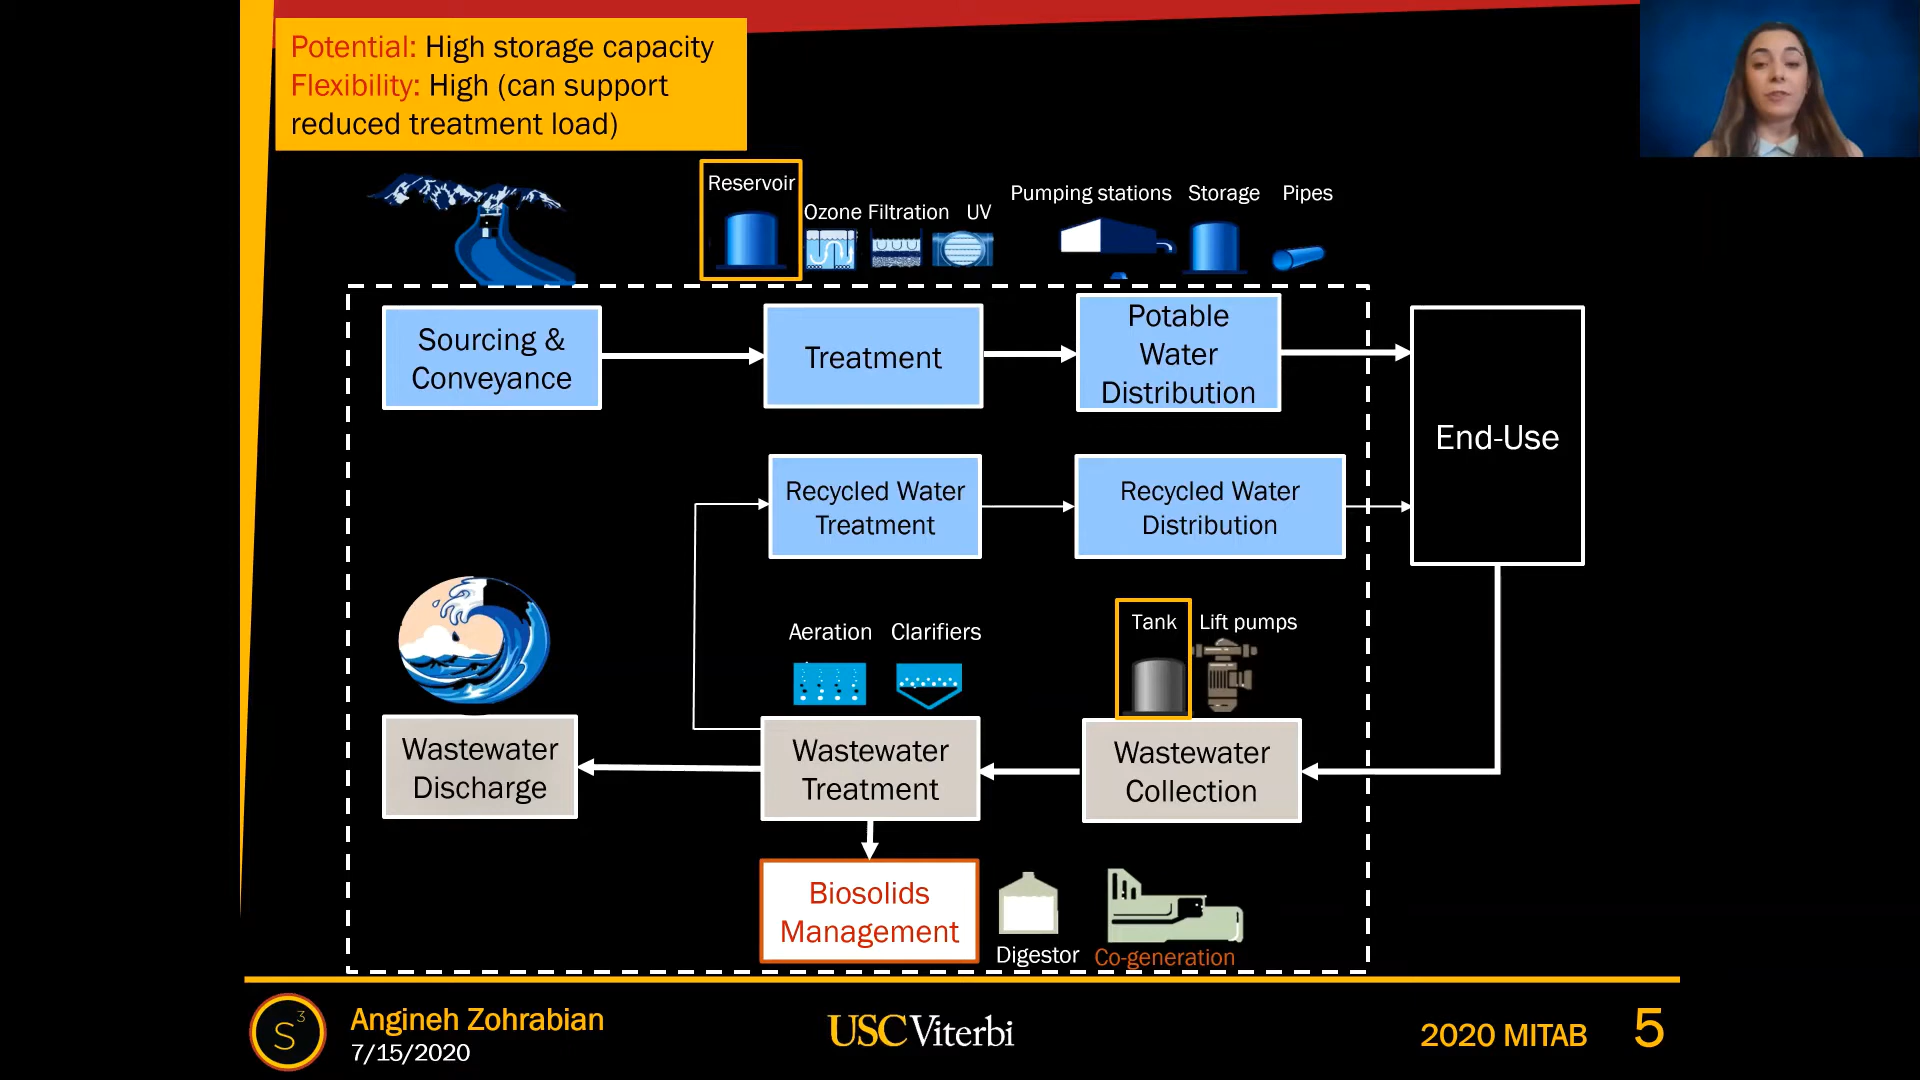 Potential: High storage capacity
Flexibility: High (can support
reduced treatment load)
Reservoir
Ozone Filtration UV
Pumping stations Storage Pipes
Sourcing &
Conveyance
Treatment
Potable
Water
Distribution
End-Use
Recycled Water
Treatment
Recycled Water
Distribution
Aeration Clarifiers
Tank Lift pumps
Wastewater
Discharge
Wastewater
Treatment
Wastewater
Collection
Biosolids
Management
Digestor Co-generation
S3
Angineh Zohrabian
7/15/2020
USC Viterbi
2020 MITAB 5